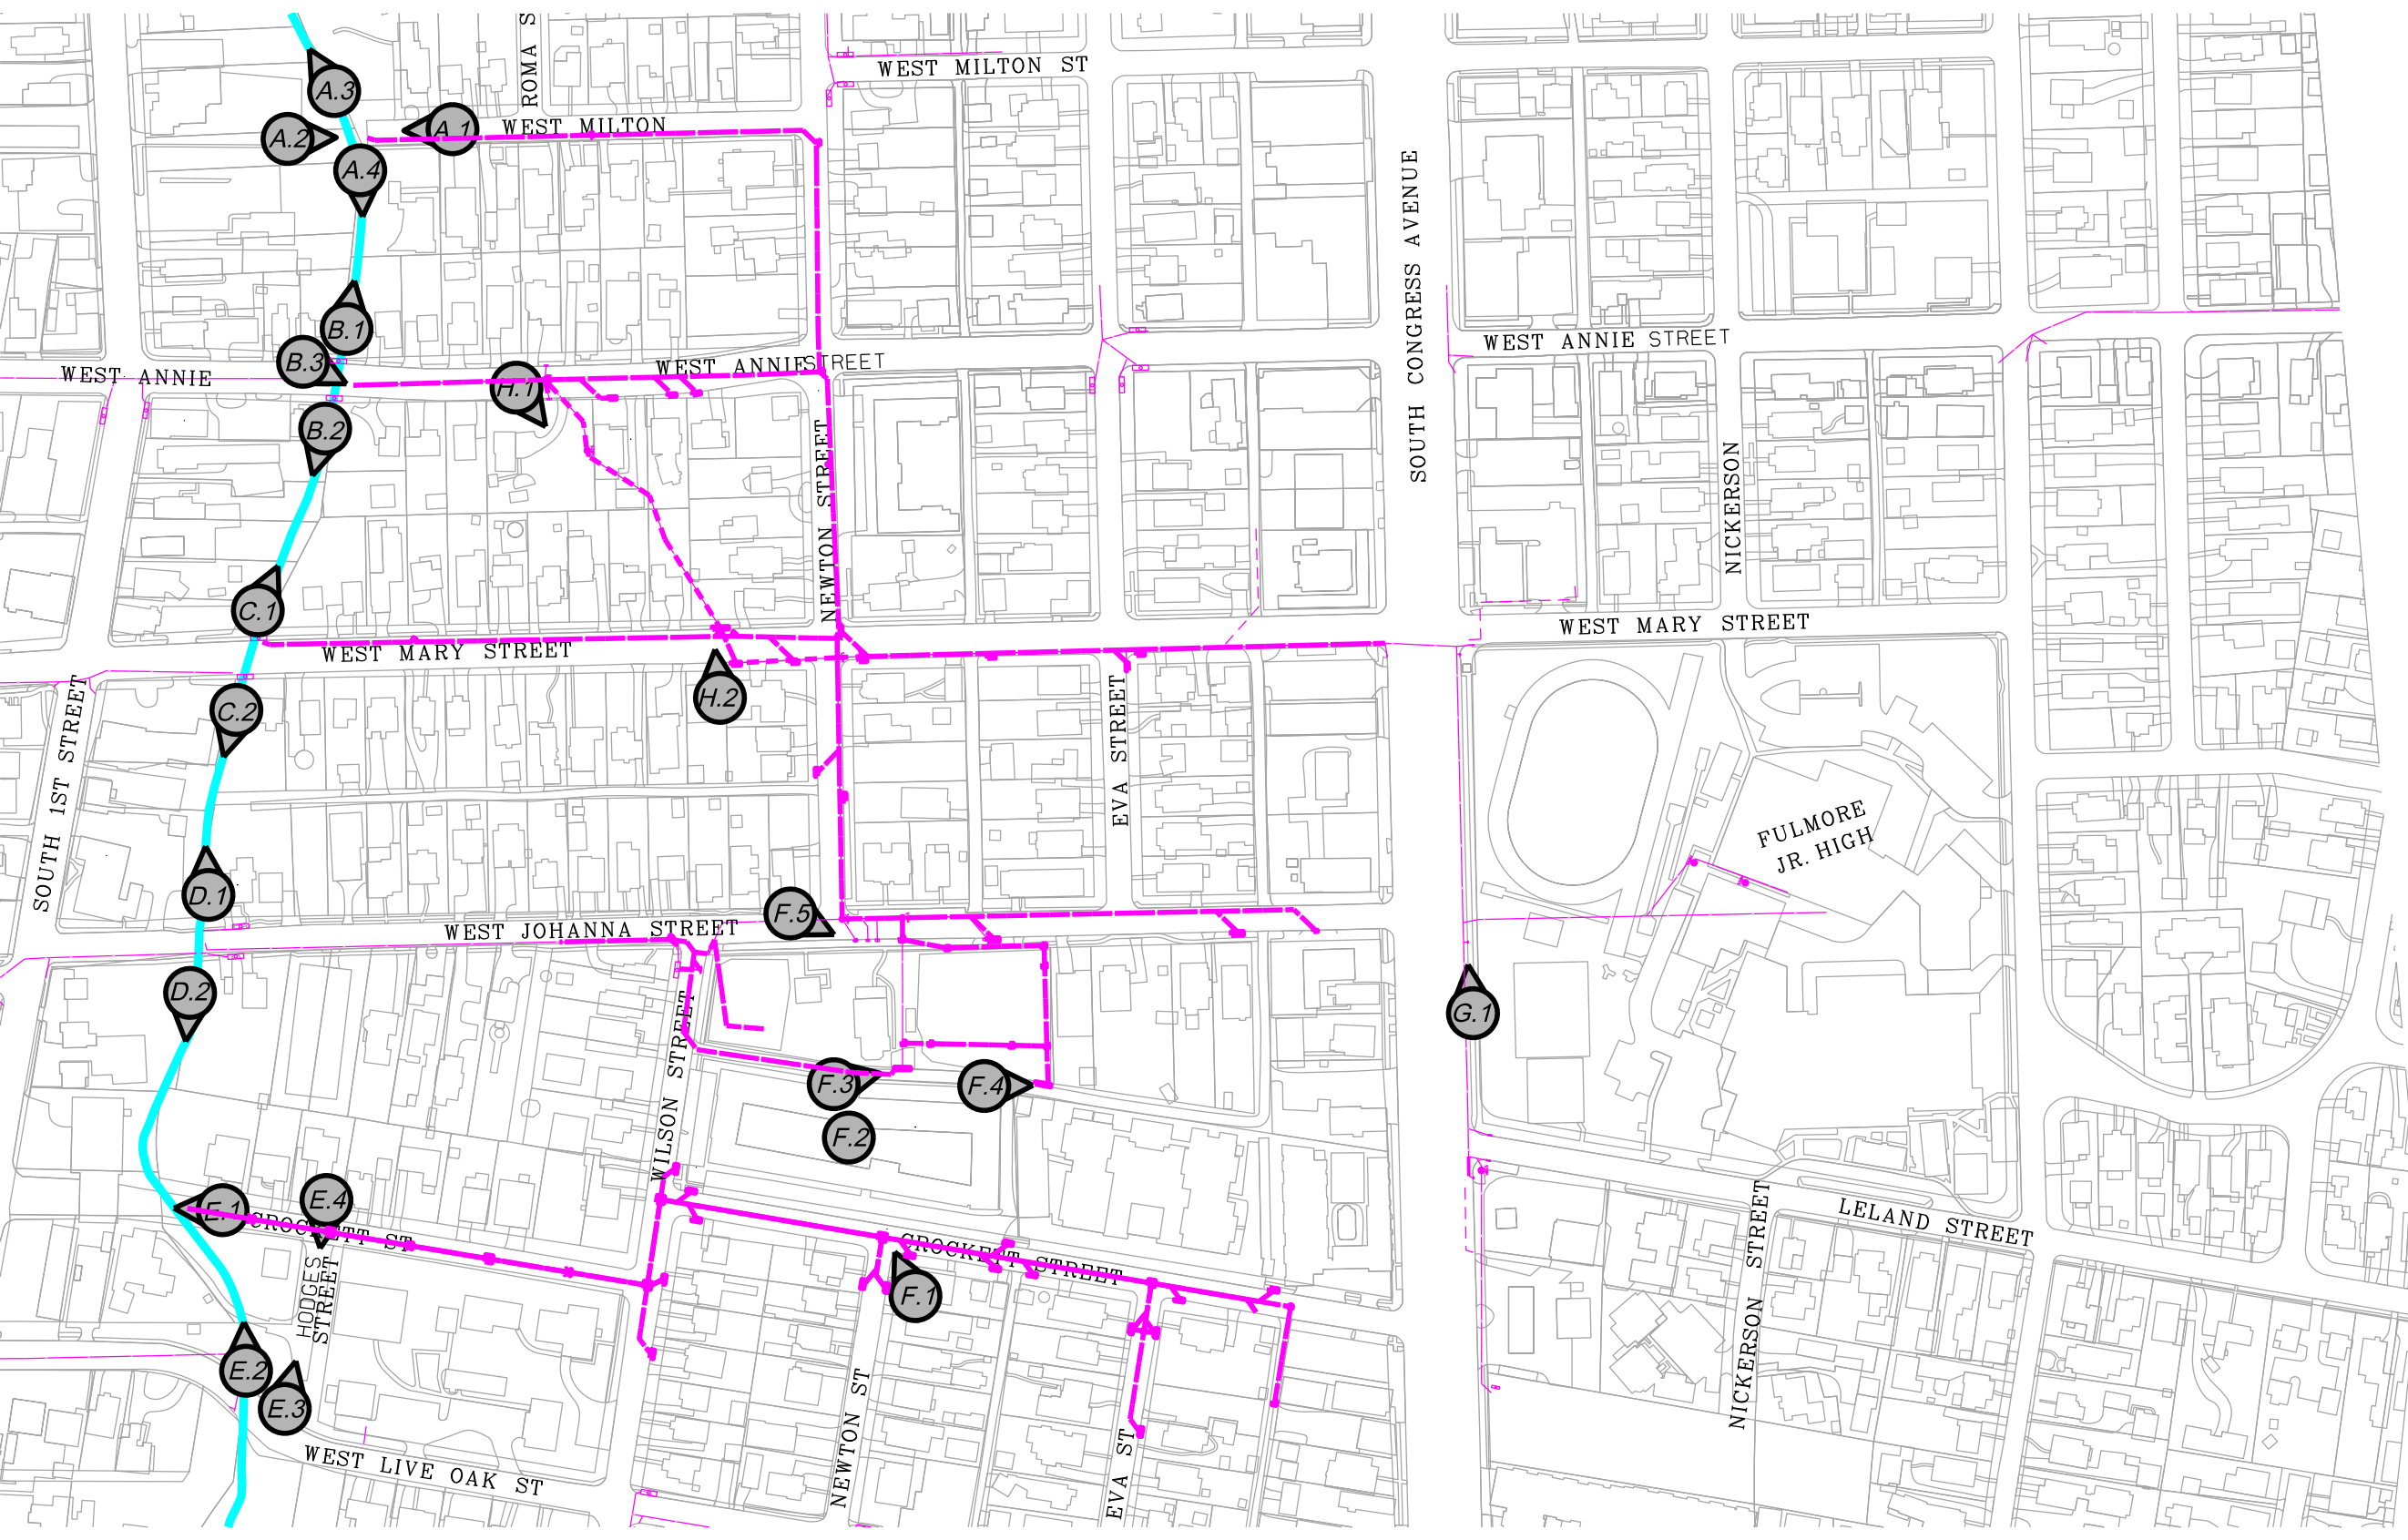 ROMA S
WEST MILTON ST
A.3
A.2
A.1
WEST MILTON
A.4
SOUTH CONGRESS AVENUE
B.1
B.3
WEST ANNIE
H.1
WEST ANNIE STREET
WEST ANNIE STREET
B.2
NEWTON STREET
NICKERSON
C.1
WEST MARY STREET
WEST MARY STREET
H.2
C.2
SOUTH 1ST STREET
EVA STREET
FULMORE
JR. HIGH
D.1
F.5
WEST JOHANNA STREET
D.2
G.1
WILSON STREET
F.3
F.4
F.2
E.1
E.4
CROCKETT ST
HODGES
STREET
CROCKETT STREET
F.1
LELAND STREET
NICKERSON STREET
E.2
E.3
WEST LIVE OAK ST
NEWTON ST
EVA ST